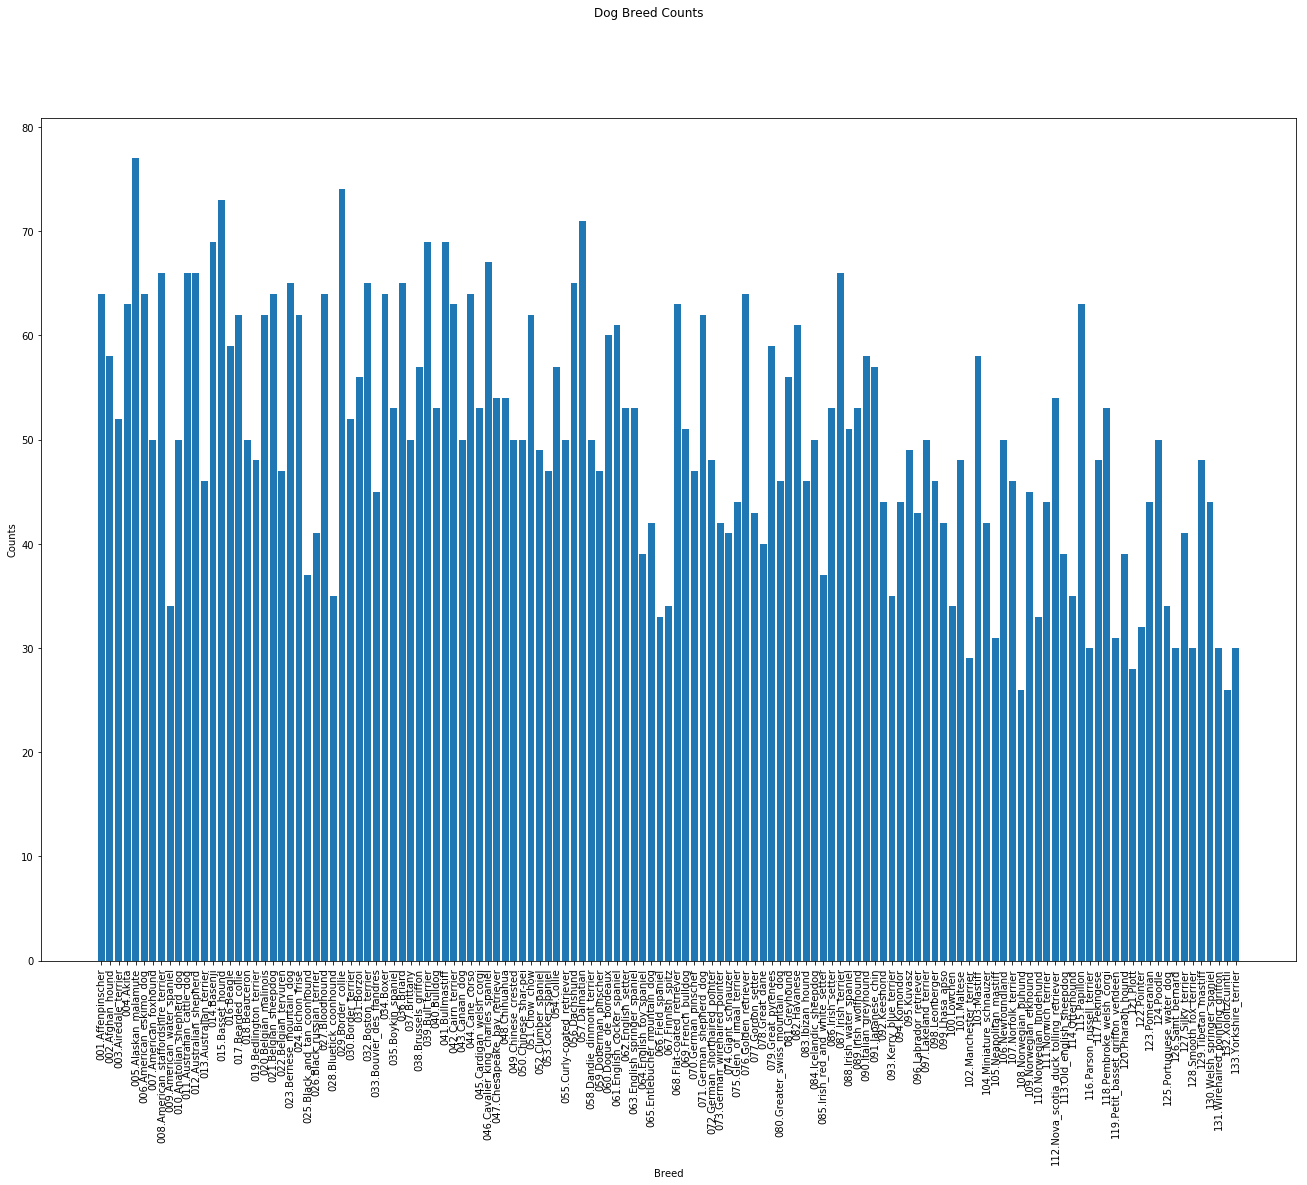 Dog Breed Counts
80
70
60
50
40
30
20
10
0
Counts
001.Affenpinscher
002.Afghan_hound
003.Airedale_terrier
004.Akita
005.Alaskan_malamute
006.American_eskimo_dog
007.American_foxhound
008.American_staffordshire_terrier
009.American_water_spaniel
010.Anatolian_shepherd_dog
011.Australian_cattle_dog
012.Australian_shepherd
013.Australian_terrier
014.Basenji
015.Basset_hound
016.Beagle
017.Bearded_collie
018.Beauceron
019.Bedlington_terrier
020.Belgian_malinois
021.Belgian_sheepdog
022.Belgian_tervuren
023.Bernese_mountain_dog
024.Bichon_frise
025.Black_and_tan_coonhound
026.Black_russian_terrier
027.Bloodhound
028.Bluetick_coonhound
029.Border_collie
030.Border_terrier
031.Borzoi
032.Boston_terrier
033.Bouvier_des_flandres
034.Boxer
035.Boykin_spaniel
036.Briard
037.Brittany
038.Brussels_griffon
039.Bull_terrier
040.Bulldog
041.Bullmastiff
042.Cairn_terrier
043.Canaan_dog
044.Cane_corso
045.Cardigan_welsh_corgi
046.Cavalier_king_charles_spaniel
047.Chesapeake_bay_retriever
048.Chihuahua
049.Chinese_crested
050.Chinese_shar-pei
051.Chow_chow
052.Clumber_spaniel
053.Cocker_spaniel
054.Collie
055.Curly-coated_retriever
056.Dachshund
057.Dalmatian
058.Dandie_dinmont_terrier
059.Doberman_pinscher
060.Dogue_de_bordeaux
061.English_cocker_spaniel
062.English_setter
063.English_springer_spaniel
064.English_toy_spaniel
065.Entlebucher_mountain_dog
066.Field_spaniel
067.Finnish_spitz
068.Flat-coated_retriever
069.French_bulldog
070.German_pinscher
071.German_shepherd_dog
072.German_shorthaired_pointer
073.German_wirehaired_pointer
074.Giant_schnauzer
075.Glen_of_imaal_terrier
076.Golden_retriever
077.Gordon_setter
078.Great_dane
079.Great_pyrenees
080.Greater_swiss_mountain_dog
081.Greyhound
082.Havanese
083.Ibizan_hound
084.Icelandic_sheepdog
085.Irish_red_and_white_setter
086.Irish_setter
087.Irish_terrier
088.Irish_water_spaniel
089.Irish_wolfhound
090.Italian_greyhound
091.Japanese_chin
092.Keeshond
093.Kerry_blue_terrier
094.Komondor
095.Kuvasz
096.Labrador_retriever
097.Lakeland_terrier
098.Leonberger
099.Lhasa_apso
100.Lowchen
101.Maltese
102.Manchester_terrier
103.Mastiff
104.Miniature_schnauzer
105.Neapolitan_mastiff
106.Newfoundland
107.Norfolk_terrier
108.Norwegian_buhund
109.Norwegian_elkhound
110.Norwegian_lundehund
111.Norwich_terrier
112.Nova_scotia_duck_tolling_retriever
113.Old_english_sheepdog
114.Otterhound
115.Papillon
116.Parson_russell_terrier
117.Pekingese
118.Pembroke_welsh_corgi
119.Petit_basset_griffon_vendeen
120.Pharaoh_hound
121.Plott
122.Pointer
123.Pomeranian
124.Poodle
125.Portuguese_water_dog
126.Saint_bernard
127.Silky_terrier
128.Smooth_fox_terrier
129.Tibetan_mastiff
130.Welsh_springer_spaniel
131.Wirehaired_pointing_griffon
132.Xoloitzcuintli
133.Yorkshire_terrier
Breed